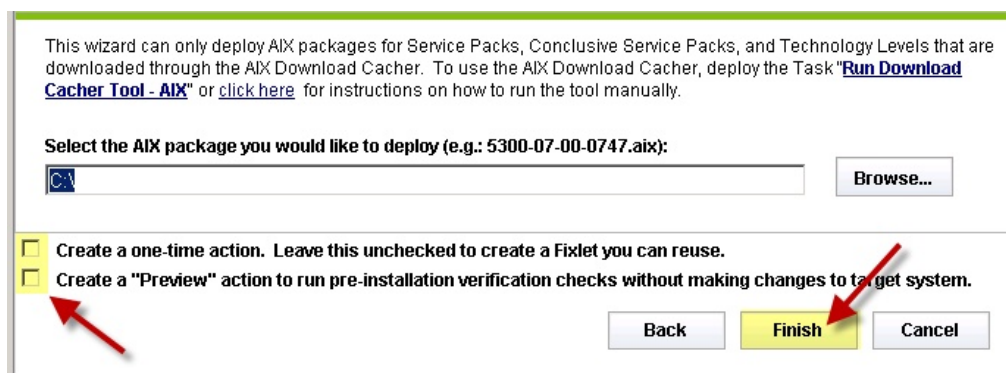 This wizard can only deploy AIX packages for Service Packs, Conclusive Service Packs, and Technology Levels that are
downloaded through the AIX Download Cacher. To use the AIX Download Cacher, deploy the Task "Run Download
Cacher Tool - AIX" or click here for instructions on how to run the tool manually.
Select the AIX package you would like to deploy (e.g.: 5300-07-00-0747.aix):
C:\
Browse...
Create a one-time action. Leave this unchecked to create a Fixlet you can reuse.
Create a "Preview" action to run pre-installation verification checks without making changes to target system.
Back Finish Cancel